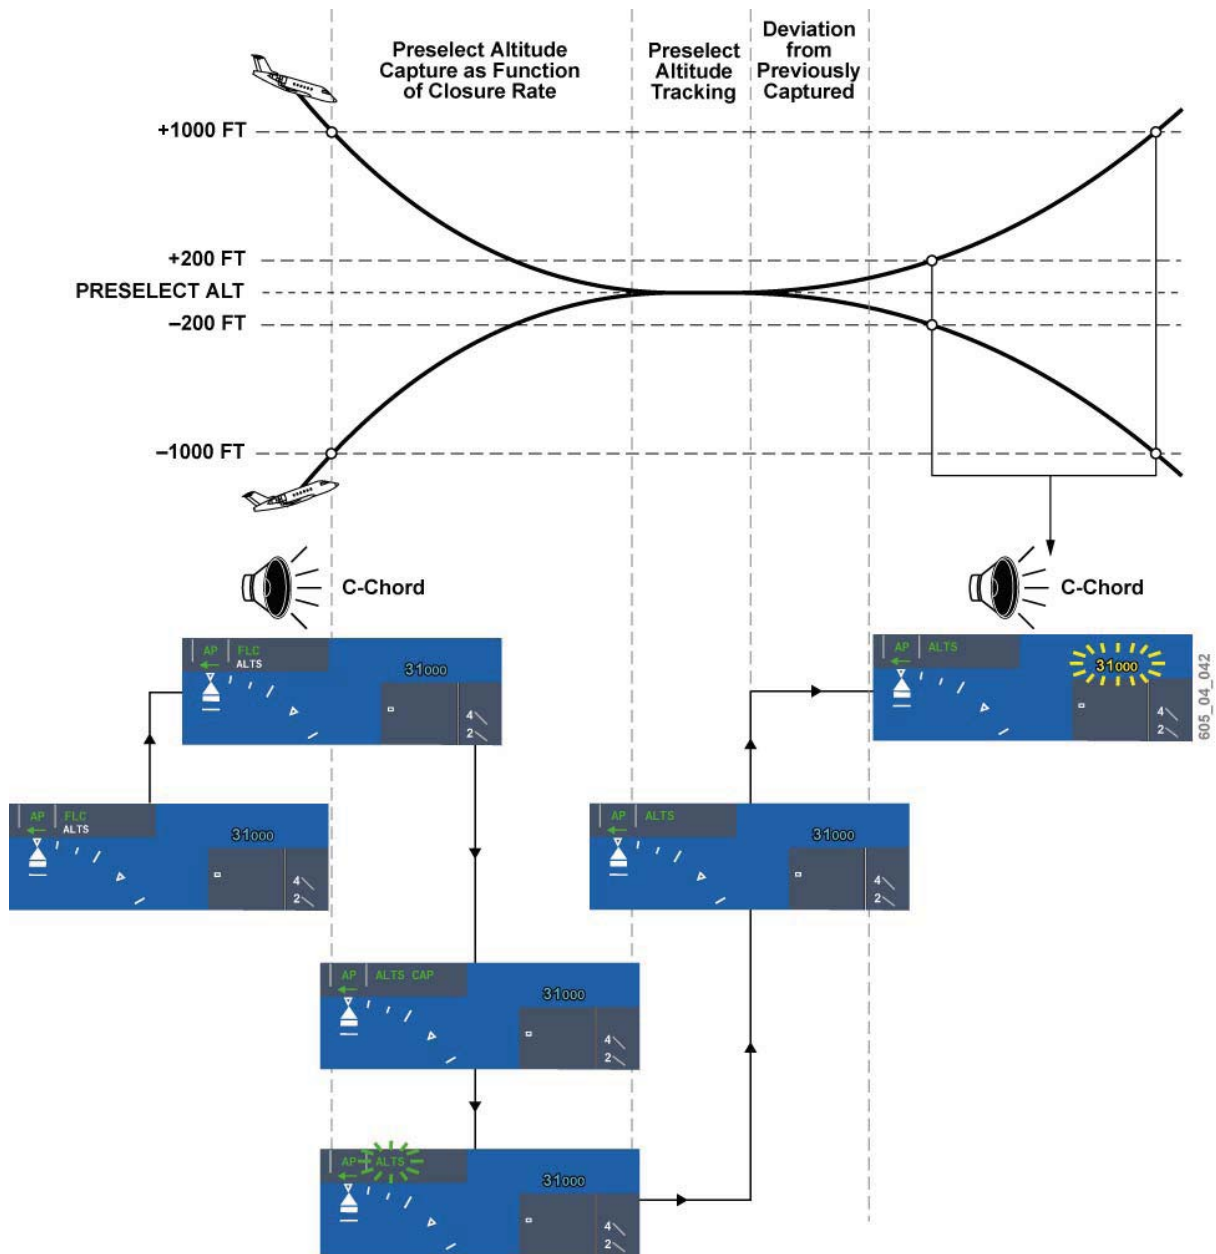 Preselect Altitude
Capture as Function
of Closure Rate
Preselect
Altitude
Tracking
Deviation
from
Previously
Captured
+1000 FT
+200 FT
PRESELECT ALT
–200 FT
–1000 FT
C-Chord
C-Chord
AP FLC
ALTS
31000
4
2
AP ALTS
31000
4
2
605_04_042
AP FLC
ALTS
31000
4
2
AP ALTS
31000
4
2
AP ALTS CAP
31000
4
2
AP ALTS
31000
4
2